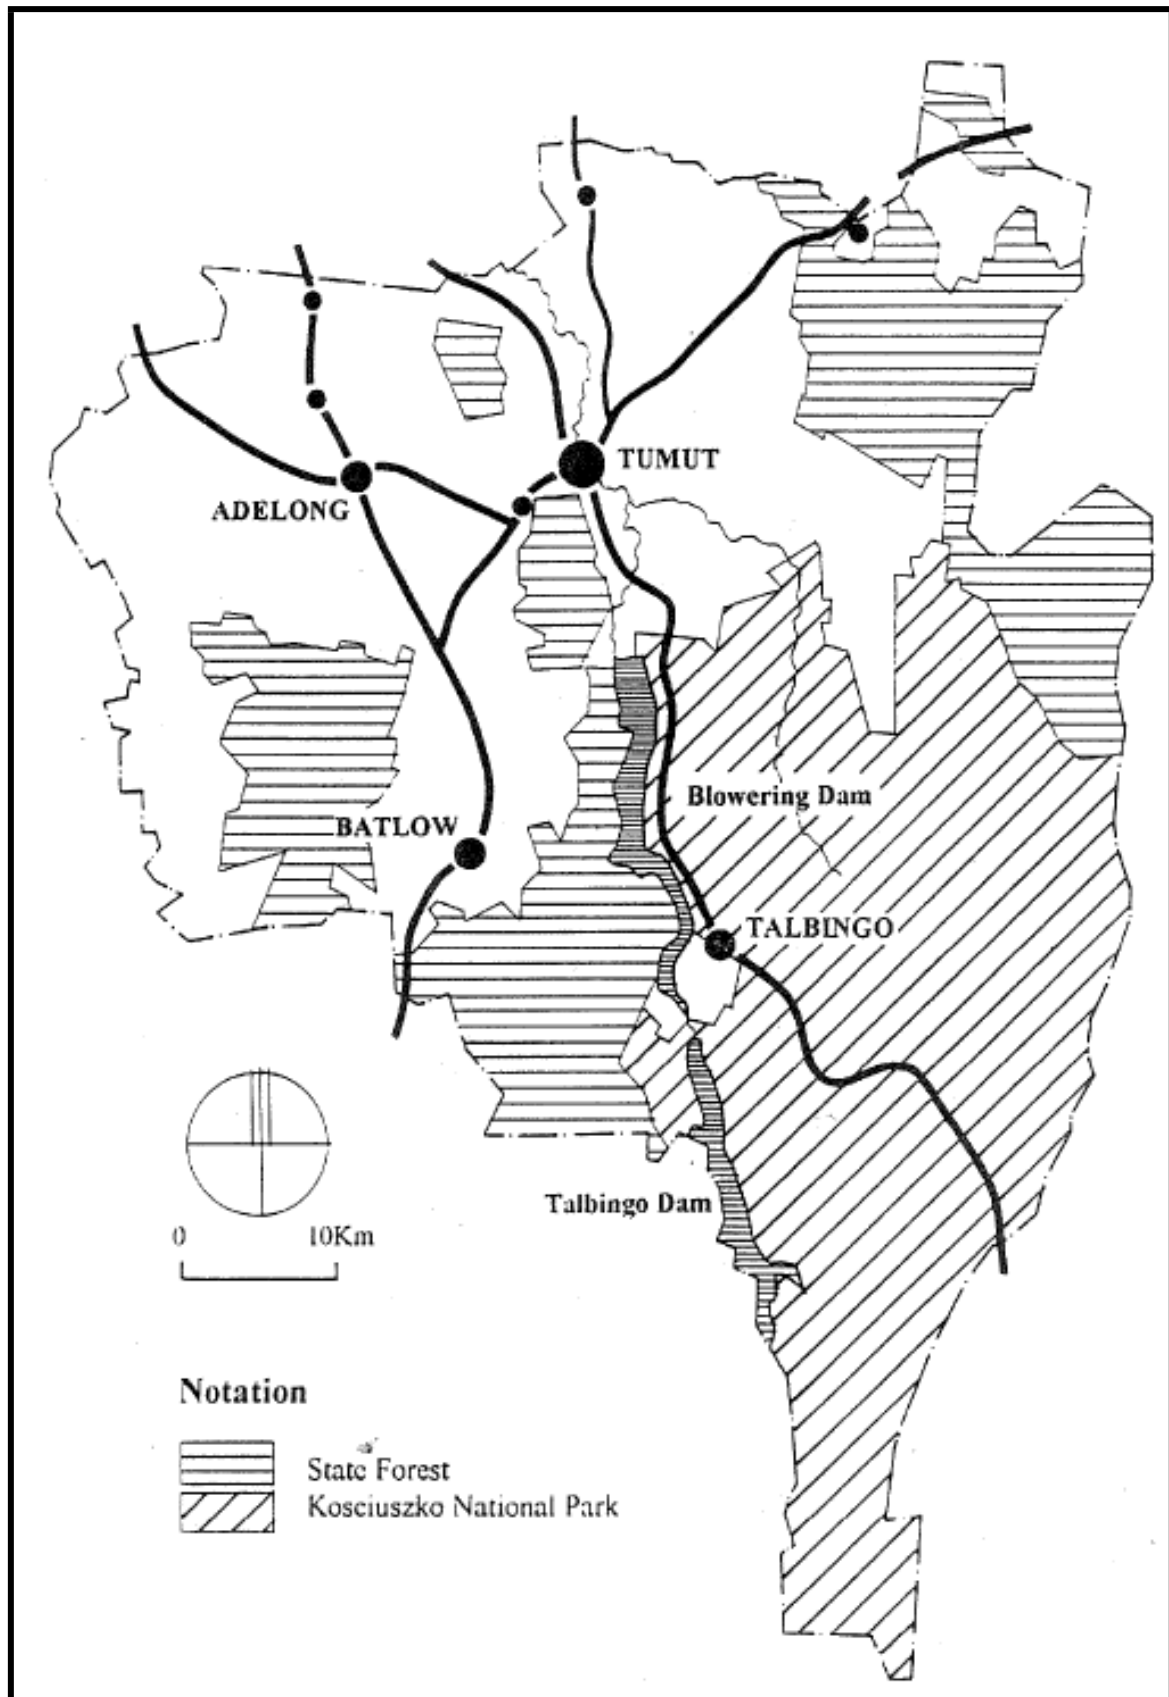 TUMUT
ADELONG
Blowering Dam
BATLOW
TALBINGO
Talbingo Dam
0 10Km
Notation
State Forest
Kosciuszko National Park